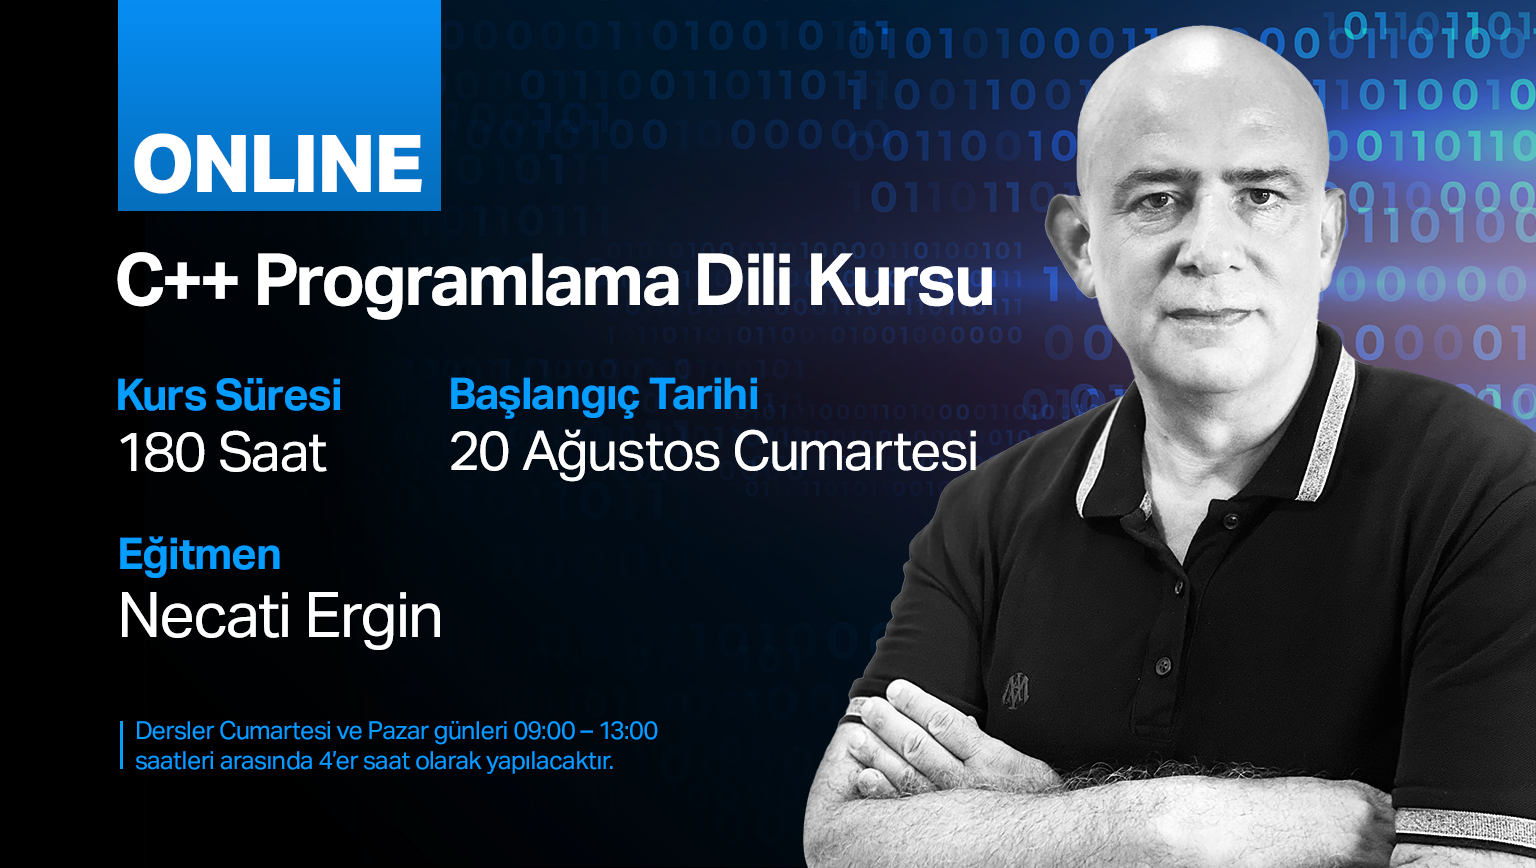 ONLINE
C++ Programlama Dili Kursu
Kurs Süresi
180 Saat
Başlangıç Tarihi
20 Ağustos Cumartesi
Eğitmen
Necati Ergin
Dersler Cumartesi ve Pazar günleri 09:00 – 13:00
saatleri arasında 4’er saat olarak yapılacaktır.